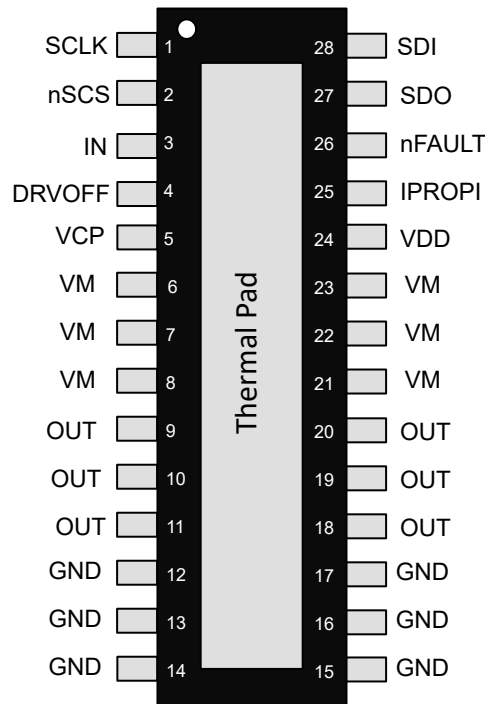 SCLK 1 28 SDI
nSCS 2 27 SDO
IN 3 26 nFAULT
DRVOFF 4 25 IPROPI
VCP 5 24 VDD
VM 6 23 VM
VM 7 22 VM
VM 8 21 VM
OUT 9 20 OUT
OUT 10 19 OUT
OUT 11 18 OUT
GND 12 17 GND
GND 13 16 GND
GND 14 15 GND
Thermal Pad